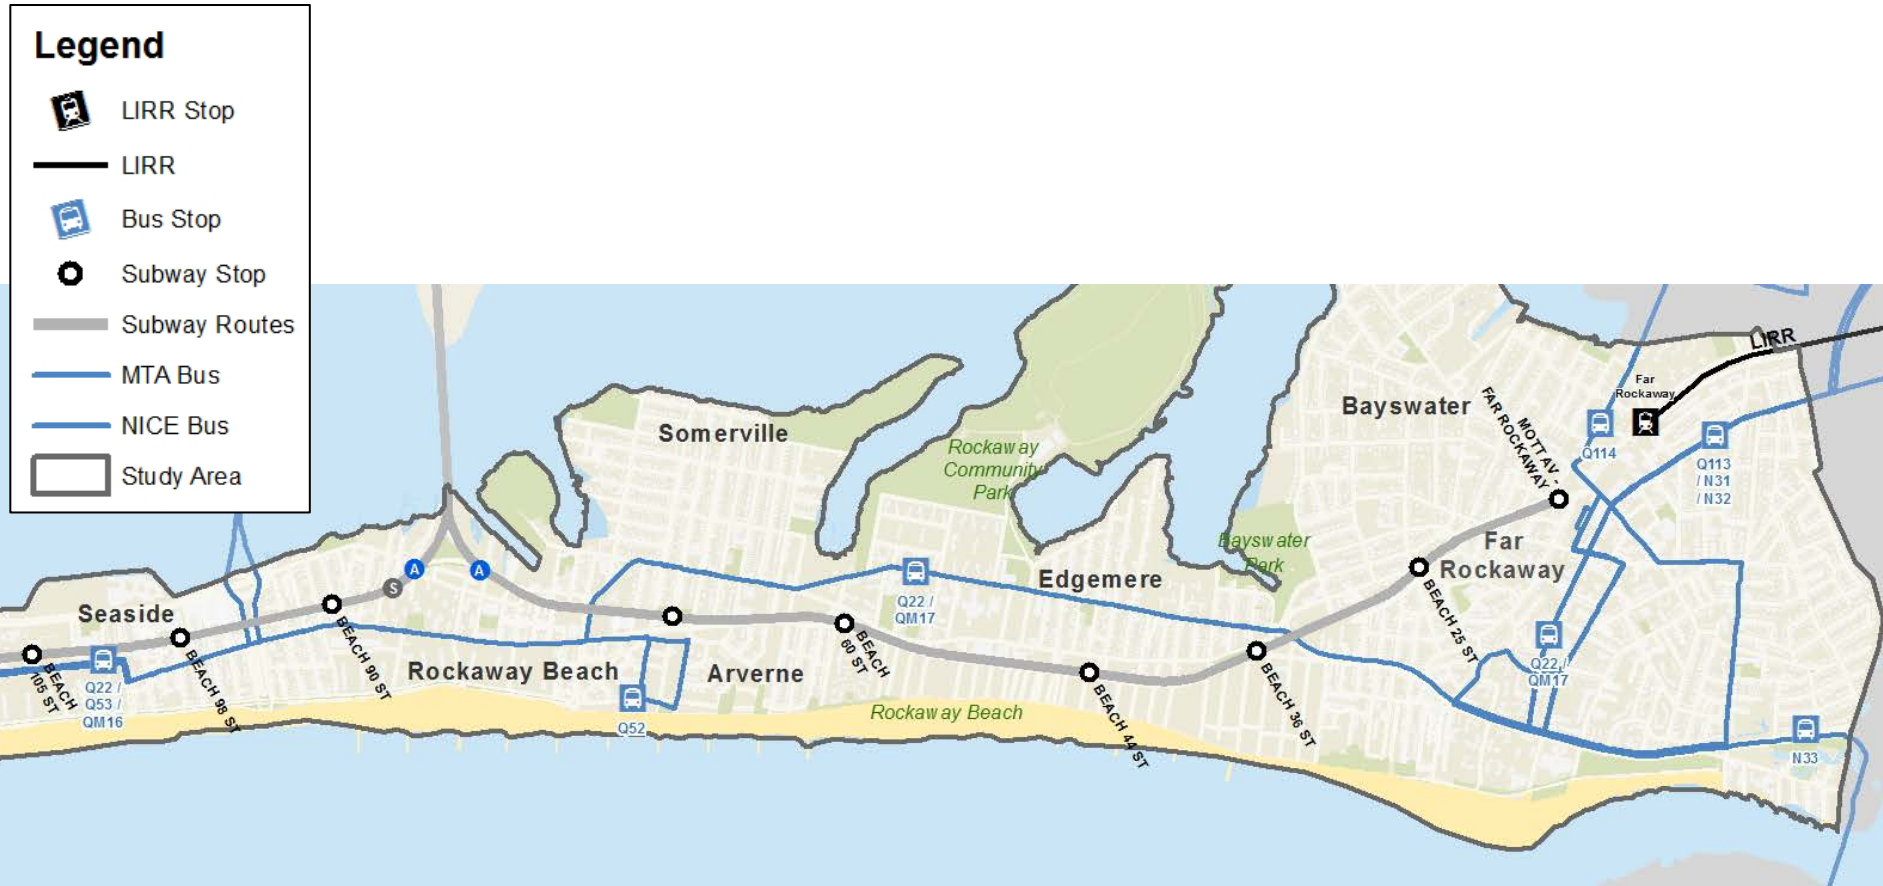 Legend
LIRR Stop
LIRR
Bus Stop
Subway Stop
Subway Routes
MTA Bus
NICE Bus
Study Area
Seaside
BEACH
105 ST
Q22 /
Q53 /
QM16
BEACH 98 ST
BEACH 90 ST
S
A
A
Rockaway Beach
Q52
Somerville
Arverne
BEACH
60 ST
Q22 /
QM17
Rockaway
Community
Park
Rockaway Beach
Edgemere
BEACH 44 ST
Bayswater
Park
BEACH 36 ST
Bayswater
BEACH 25 ST
FAR ROCKAWAY
MOTT AV -
Far
Rockaway
Q22 /
QM17
Q114
Far
Rockaway
LIRR
Q113
/ N31
/ N32
N33